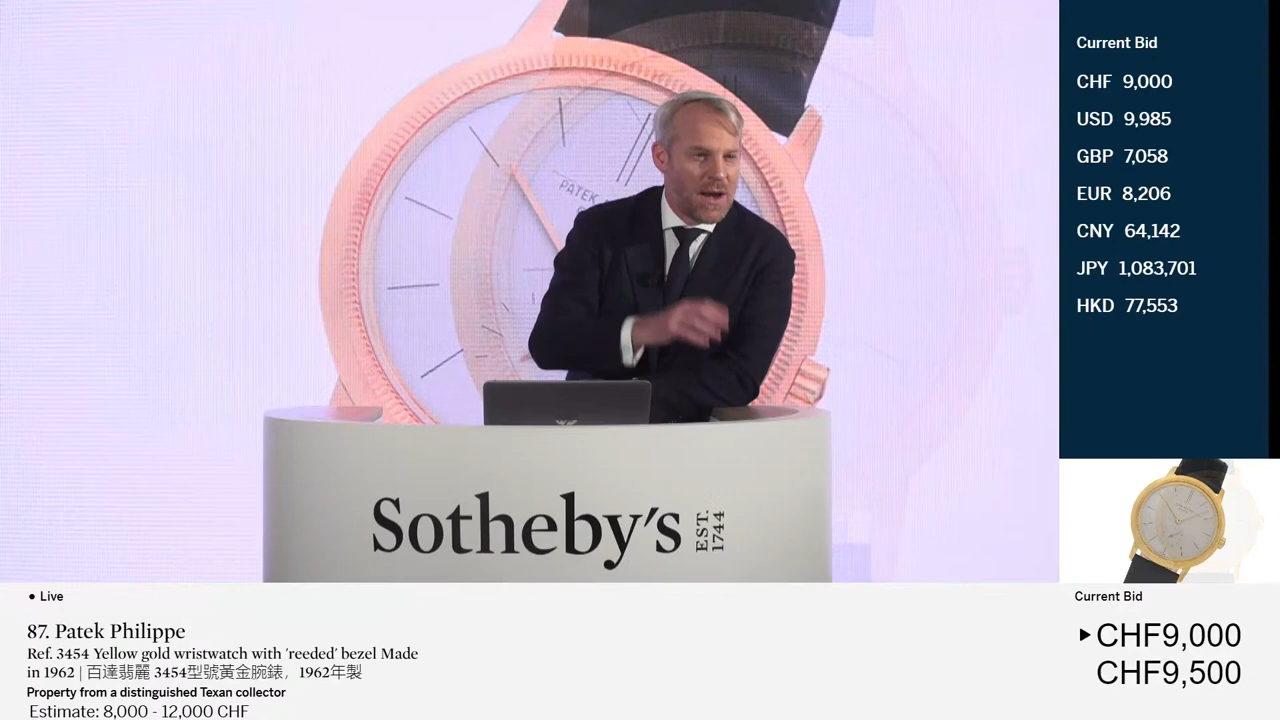 Current Bid
CHF 9,000
USD 9,985
GBP 7,058
EUR 8,206
CNY 64,142
JPY 1,083,701
HKD 77,553
PATEK
Sotheby's
EST.
1744
• Live
87. Patek Philippe
Ref. 3454 Yellow gold wristwatch with 'reeded' bezel Made
in 1962 | 百達翡麗 3454型號黃金腕錶，1962年製
Property from a distinguished Texan collector
Estimate: 8,000 - 12,000 CHF
Current Bid
CHF9,000
CHF9,500